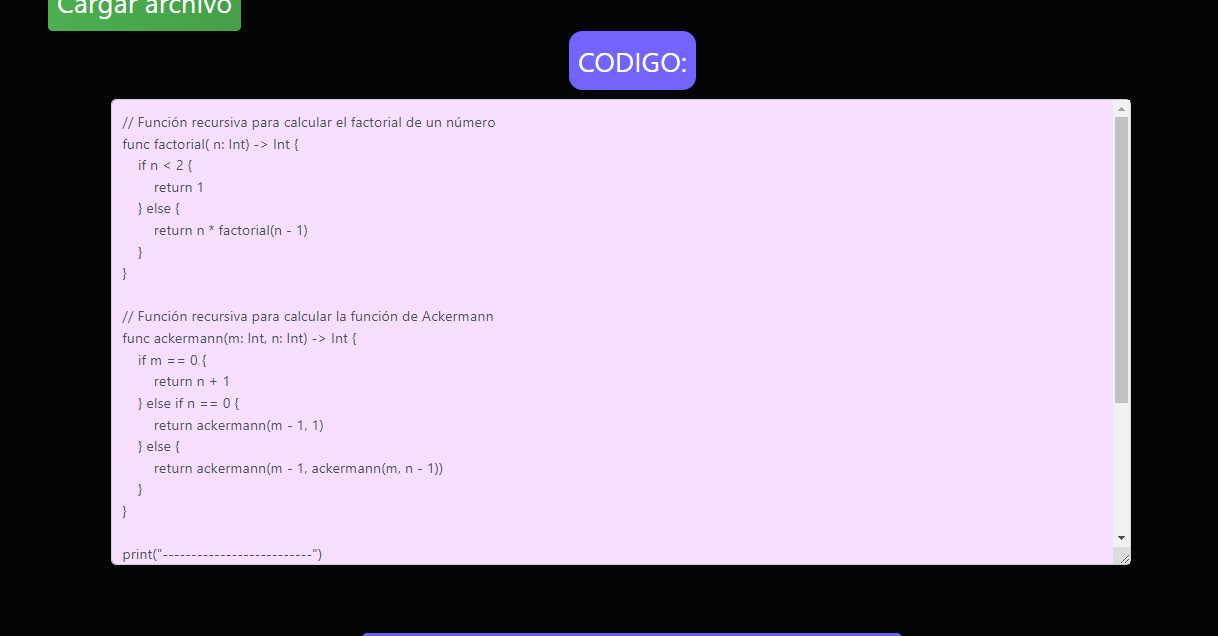 Cargar archivo
CODIGO:
// Función recursiva para calcular el factorial de un número
func factorial( n: Int) -> Int {
    if n < 2 {
        return 1
    } else {
        return n * factorial(n - 1)
    }
}

// Función recursiva para calcular la función de Ackermann
func ackermann(m: Int, n: Int) -> Int {
    if m == 0 {
        return n + 1
    } else if n == 0 {
        return ackermann(m - 1, 1)
    } else {
        return ackermann(m - 1, ackermann(m, n - 1))
    }
}

print("--------------------------")